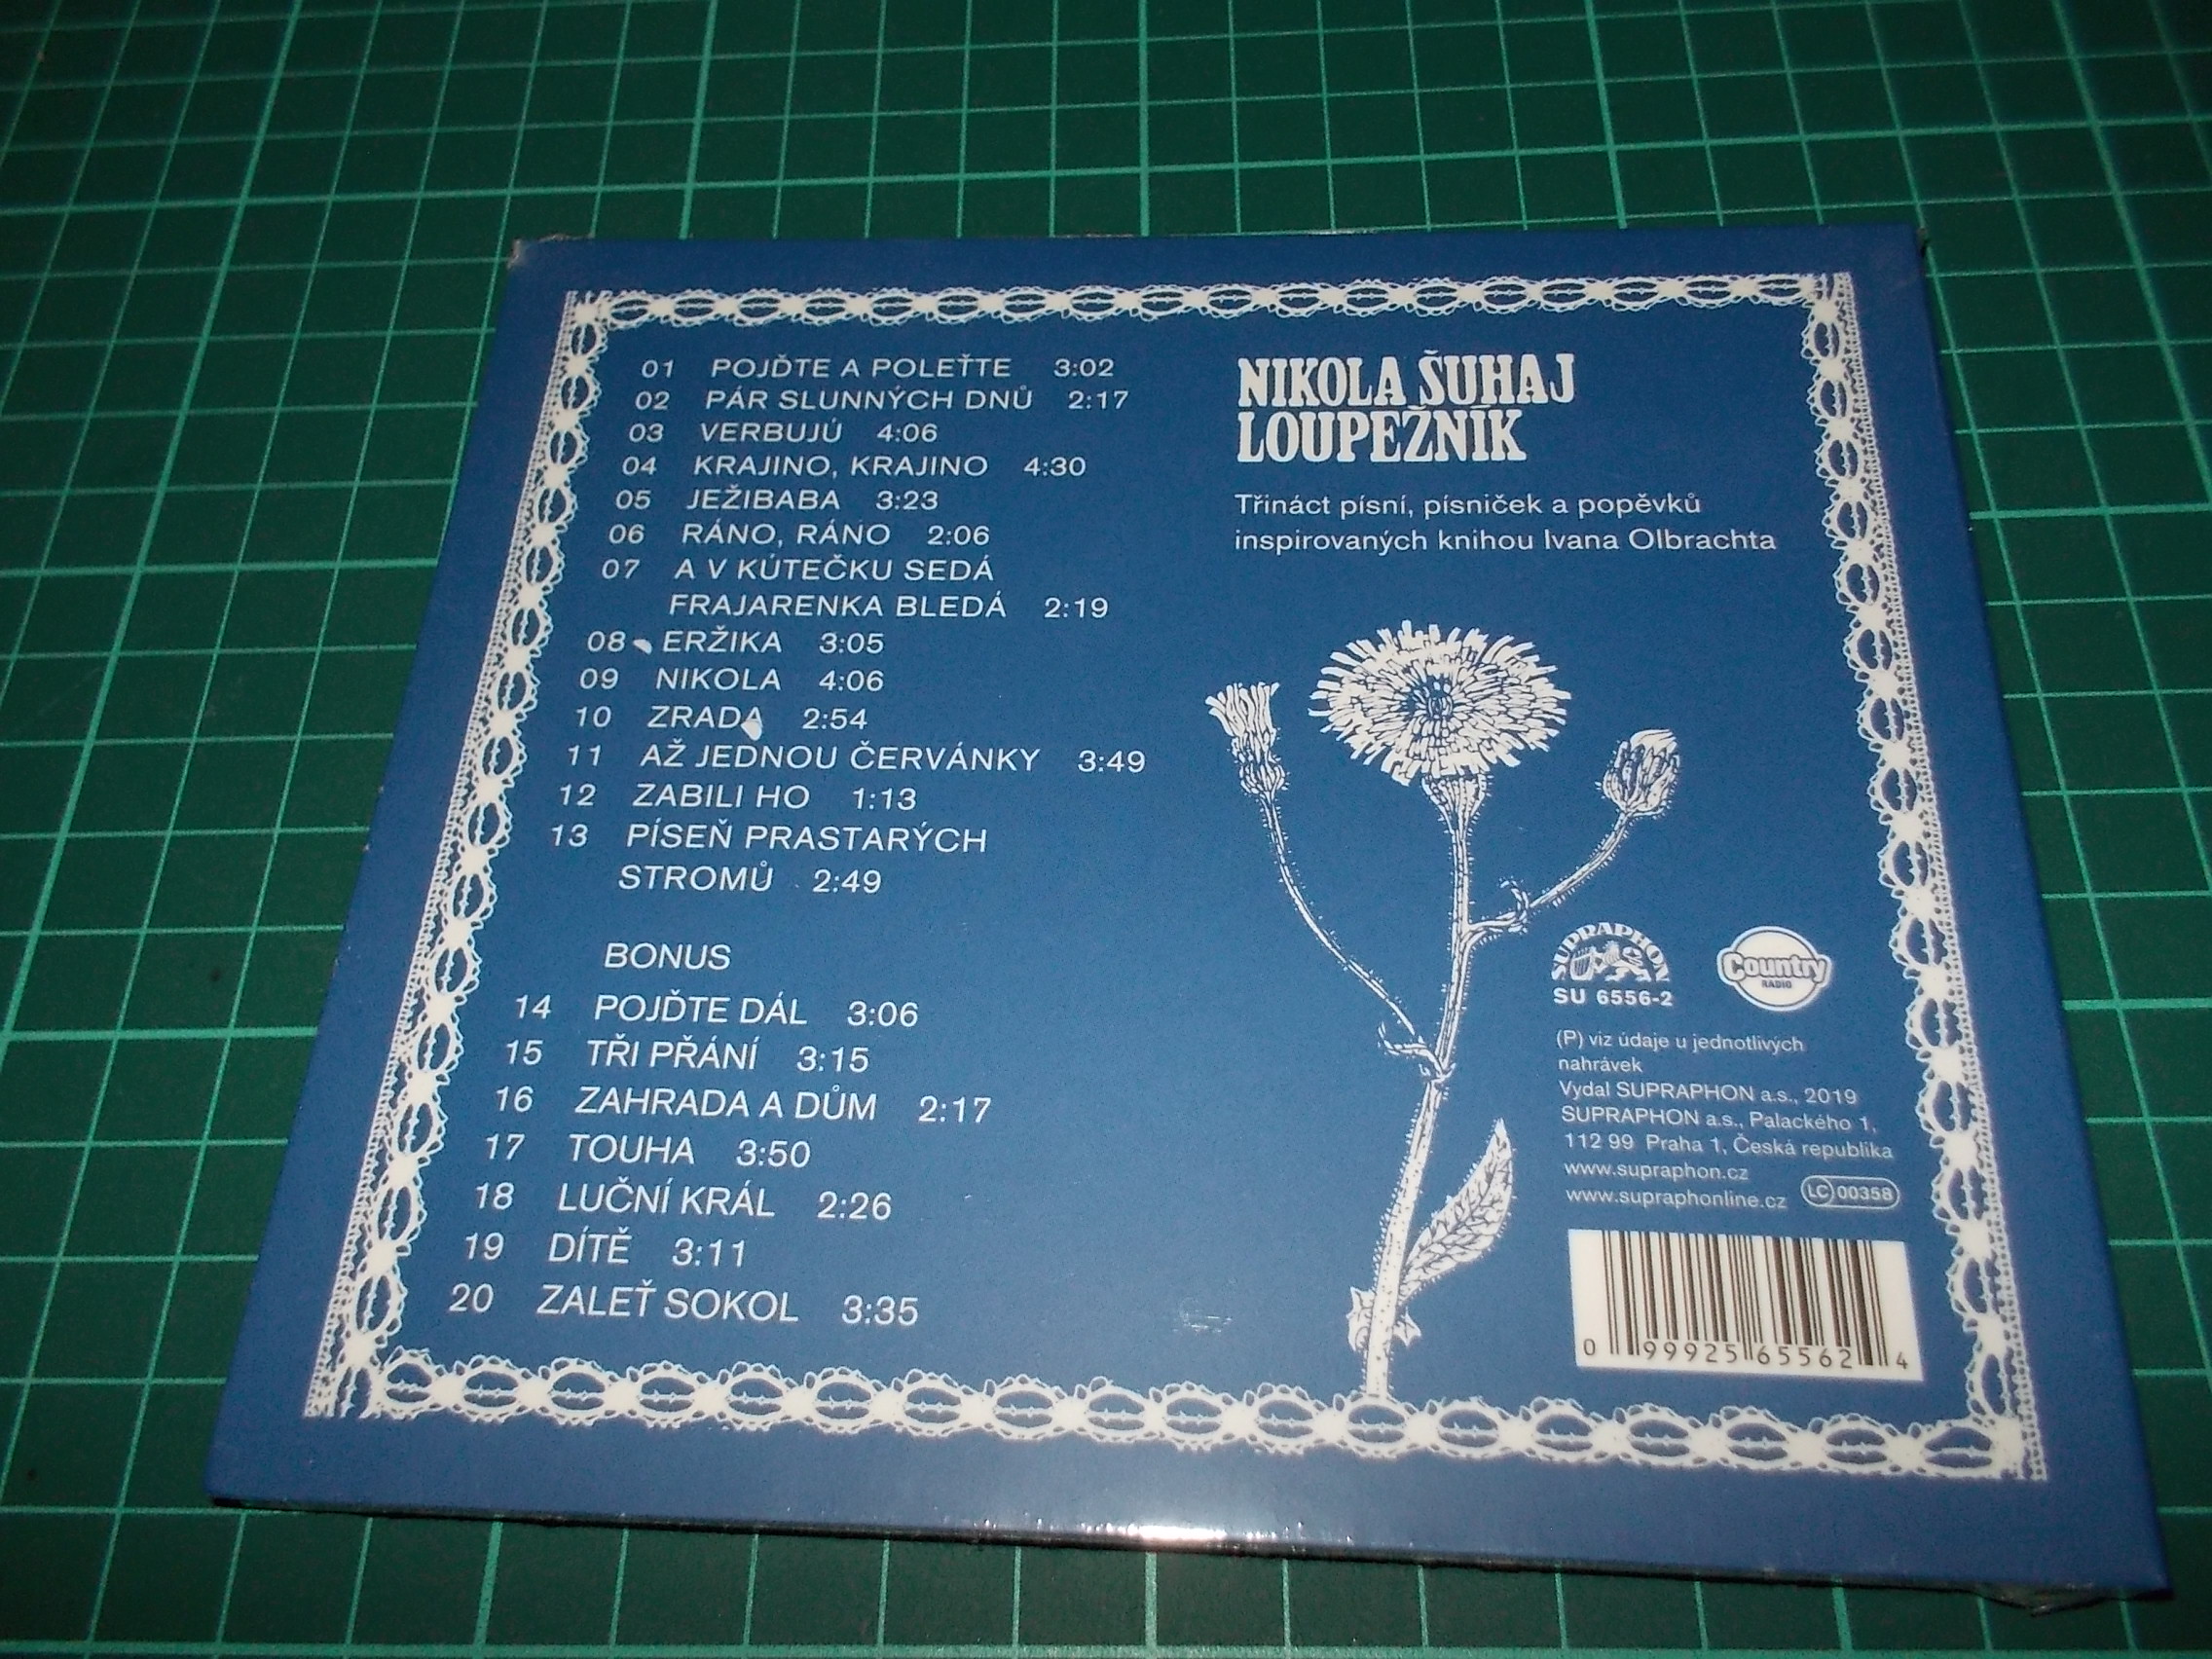 01 POJĎTE A POLEŤTE 3:02
02 PÁR SLUNNÝCH DNŮ 2:17
03 VERBUJÚ 4:06
04 KRAJINO, KRAJINO 4:30
05 JEŽIBABA 3:23
06 RÁNO, RÁNO 2:06
07 A V KÚTEČKU SEDÁ
FRAJARENKA BLEDÁ 2:19
08 ERŽIKA 3:05
09 NIKOLA 4:06
10 ZRADA 2:54
11 AŽ JEDNOU ČERVÁNKY 3:49
12 ZABILI HO 1:13
13 PÍSEŇ PRASTARÝCH
STROMŮ 2:49
BONUS
14 POJĎTE DÁL 3:06
15 TŘI PŘÁNÍ 3:15
16 ZAHRADA A DŮM 2:17
17 TOUHA 3:50
18 LUČNÍ KRÁL 2:26
19 DÍTĚ 3:11
20 ZALEŤ SOKOL 3:35
NIKOLA ŠUHAJ
LOUPEŽNÍK
Třináct písní, písniček a popěvků
inspirovaných knihou Ivana Olbrachta
SUPRAPHON
SU 6556-2
Country
RADIO
(P) viz údaje u jednotlivých
nahrávek
Vydal SUPRAPHON a.s., 2019
SUPRAPHON a.s., Palackého 1,
112 99 Praha 1, Česká republika
www.supraphon.cz
www.supraphonline.cz LC 00358
0 99925 65562 4